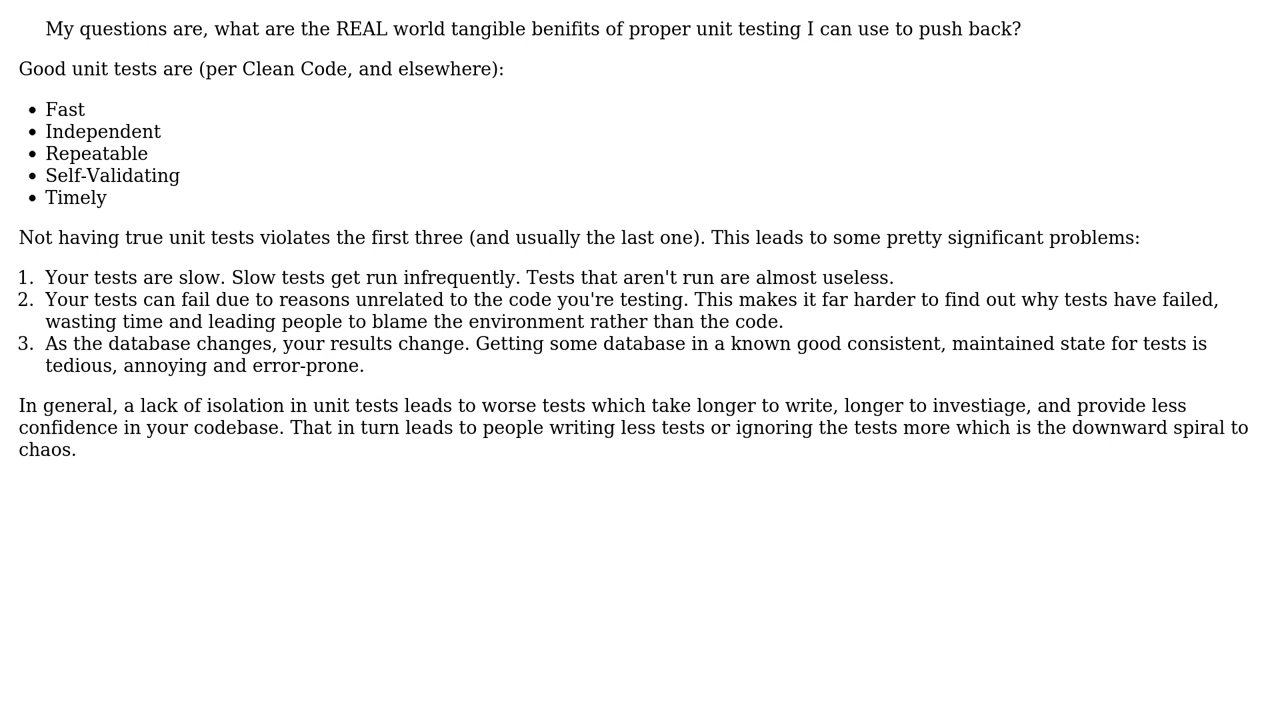 My questions are, what are the REAL world tangible benifits of proper unit testing I can use to push back?
Good unit tests are (per Clean Code, and elsewhere):
• Fast
• Independent
• Repeatable
• Self-Validating
• Timely
Not having true unit tests violates the first three (and usually the last one). This leads to some pretty significant problems:
1. Your tests are slow. Slow tests get run infrequently. Tests that aren't run are almost useless.
2. Your tests can fail due to reasons unrelated to the code you're testing. This makes it far harder to find out why tests have failed,
wasting time and leading people to blame the environment rather than the code.
3. As the database changes, your results change. Getting some database in a known good consistent, maintained state for tests is
tedious, annoying and error-prone.
In general, a lack of isolation in unit tests leads to worse tests which take longer to write, longer to investiage, and provide less
confidence in your codebase. That in turn leads to people writing less tests or ignoring the tests more which is the downward spiral to
chaos.